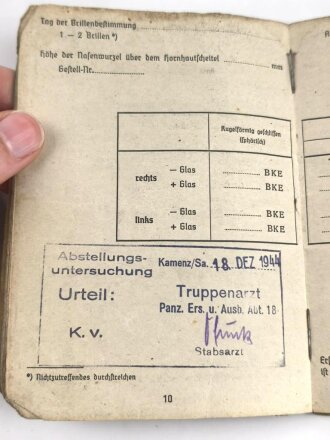 Tag der Brillenbestimmung
1 – 2 Brillen *)
Höhe der Nasenwurzel über dem Hornhautscheitel mm
Gestell-Nr.
Kugelförmig geschliffen
(sphärisch)
rechts – Glas BKE
+ Glas BKE
links – Glas BKE
+ Glas BKE
Abstellungs-
untersuchung
Urteil:
K. v.
Kamenz/Sa. 18. DEZ 1944
Truppenarzt
Panz. Ers. u. Ausb. Abt. 18
Stabsarzt
*) Nichtzutreffendes durchstreichen
10